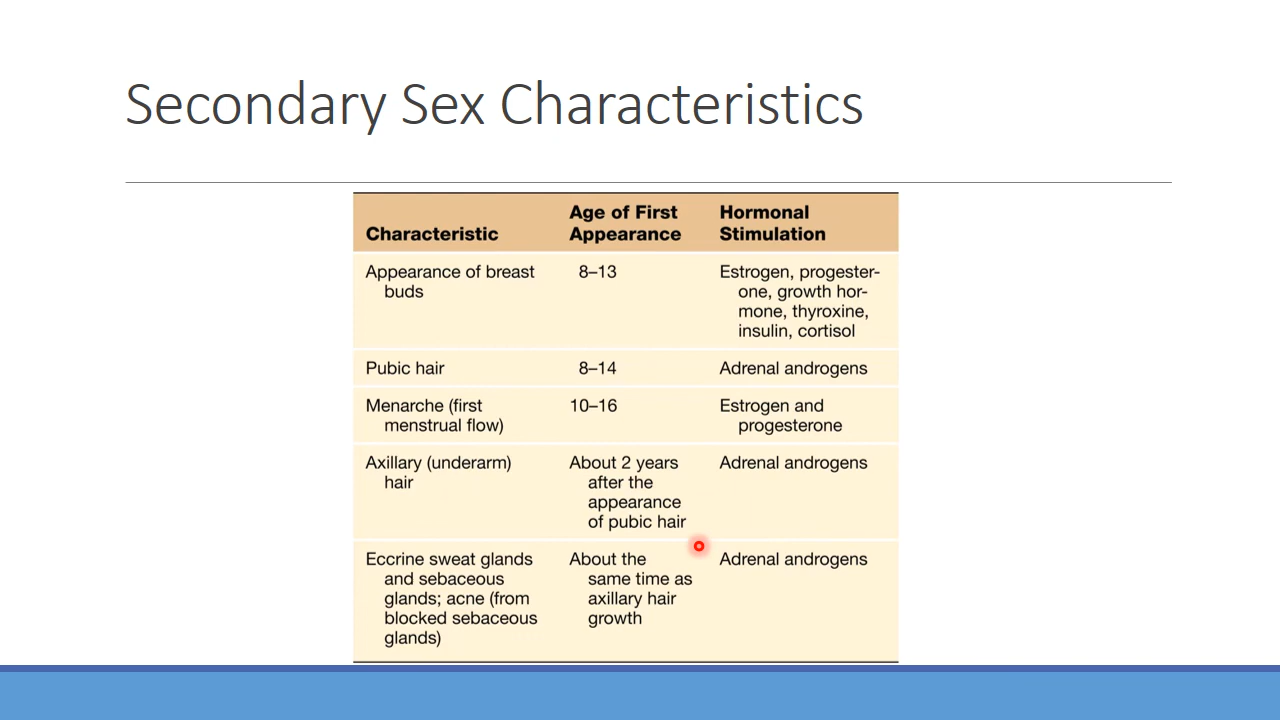 Secondary Sex Characteristics
Characteristic
Age of First
Appearance
Hormonal
Stimulation
Appearance of breast
buds
8–13
Estrogen, progester-
one, growth hor-
mone, thyroxine,
insulin, cortisol
Pubic hair
8–14
Adrenal androgens
Menarche (first
menstrual flow)
10–16
Estrogen and
progesterone
Axillary (underarm)
hair
About 2 years
after the
appearance
of pubic hair
Adrenal androgens
Eccrine sweat glands
and sebaceous
glands; acne (from
blocked sebaceous
glands)
About the
same time as
axillary hair
growth
Adrenal androgens